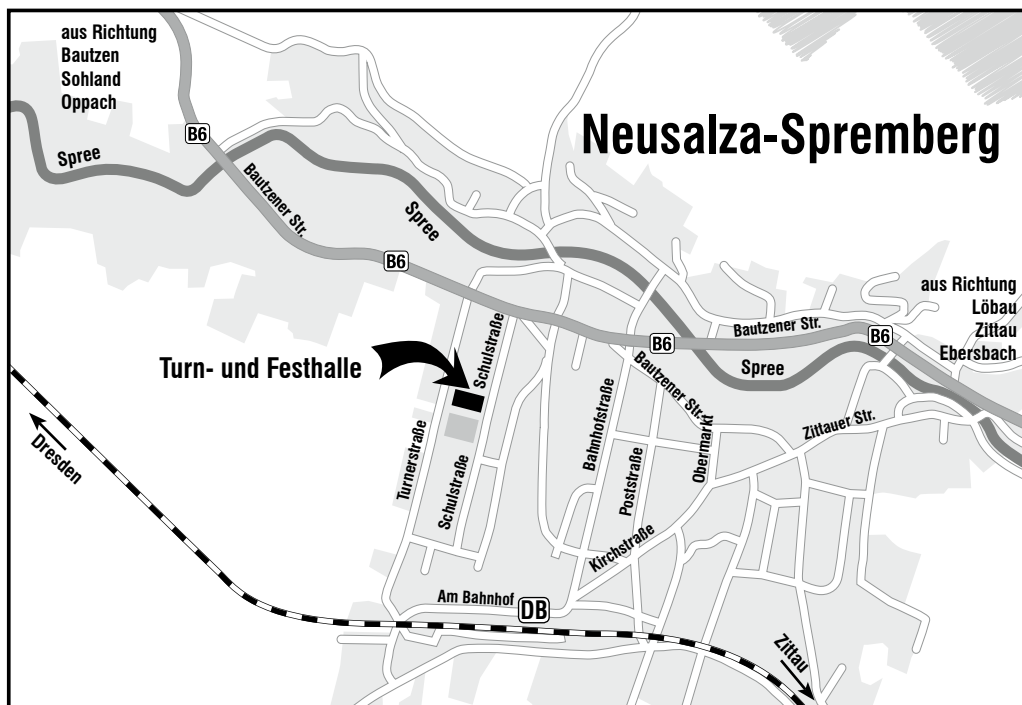 aus Richtung
Bautzen
Sohland
Oppach
B6
Neusalza-Spremberg
Spree
Bautzener Str.
Spree
B6
aus Richtung
Löbau
Zittau
Ebersbach
Bautzener Str.
B6
B6
Turn- und Festhalle
Schulstraße
Bautzener Str.
Spree
Zittauer Str.
Dresden
Turnerstraße
Schulstraße
Bahnhofstraße
Poststraße
Obermarkt
Kirchstraße
Am Bahnhof
DB
Zittau